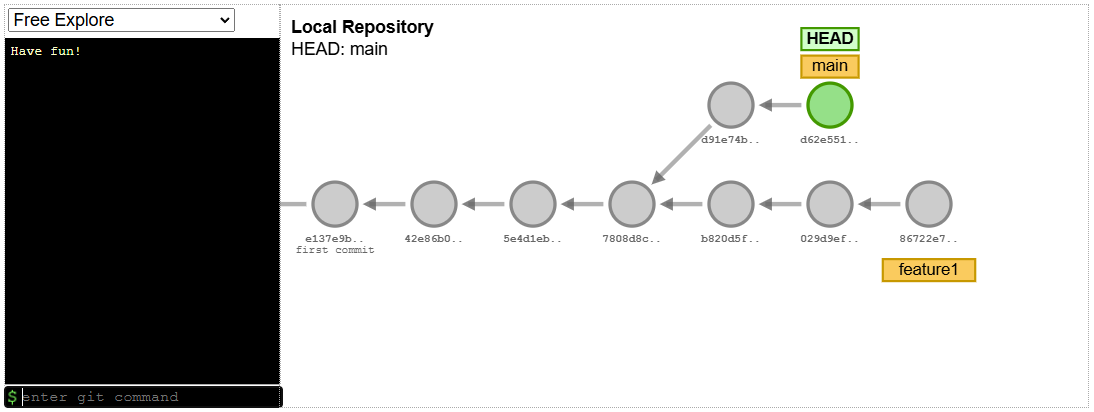 Free Explore
Have fun!
$ enter git command
Local Repository
HEAD: main
HEAD
main
d91e74b..
d62e551..
e137e9b..
first commit
42e86b0..
5e4d1eb..
7808d8c..
b820d5f..
029d9ef..
86722e7..
feature1